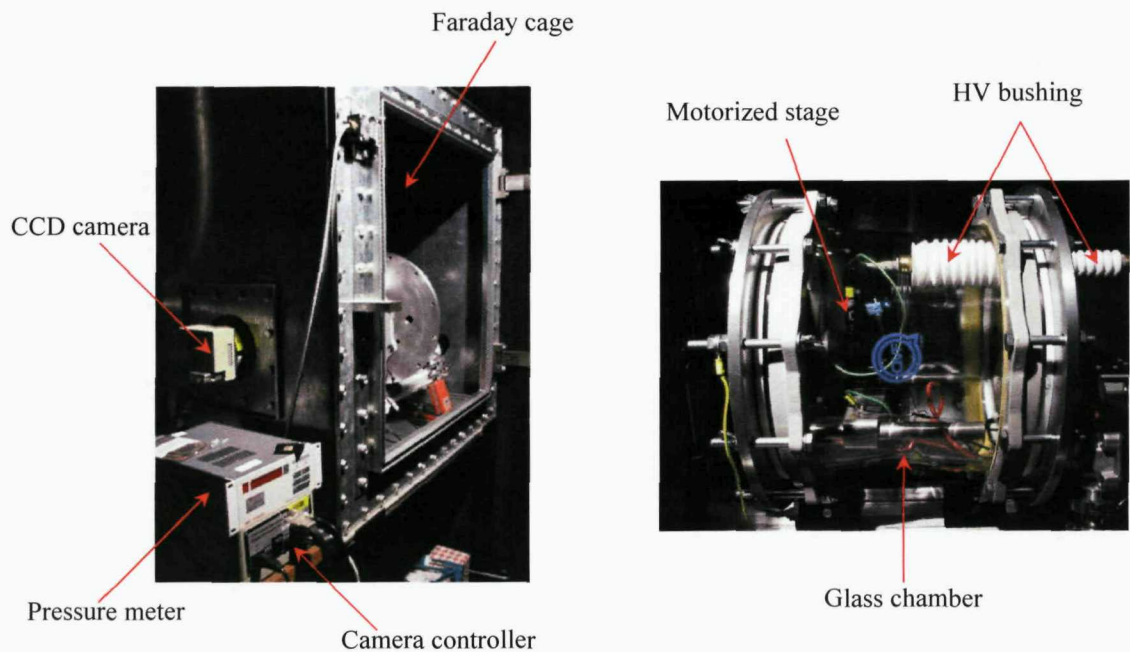 Faraday cage
HV bushing
Motorized stage
CCD camera
Glass chamber
Pressure meter
Camera controller